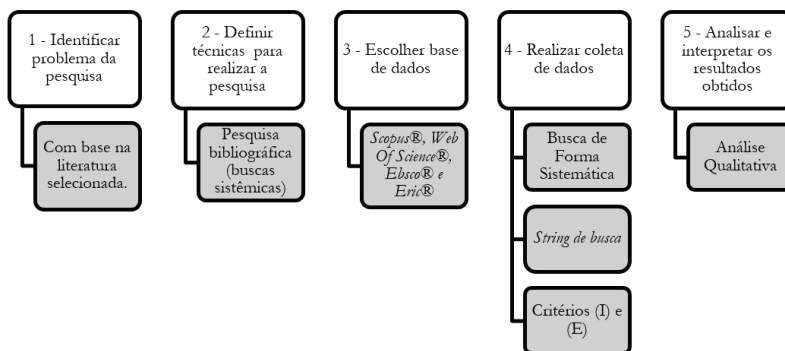 1 - Identificar
problema da
pesquisa
Com base na
literatura
selecionada.
2 - Definir
técnicas para
realizar a
pesquisa
Pesquisa
bibliográfica
(buscas
sistêmicas)
3 - Escolher base
de dados
Scopus®, Web
Of Science®,
Ebsco® e
Eric®
4 - Realizar coleta
de dados
Busca de
Forma
Sistemática
String de busca
Critérios (I) e
(E)
5 - Analisar e
interpretar os
resultados
obtidos
Análise
Qualitativa